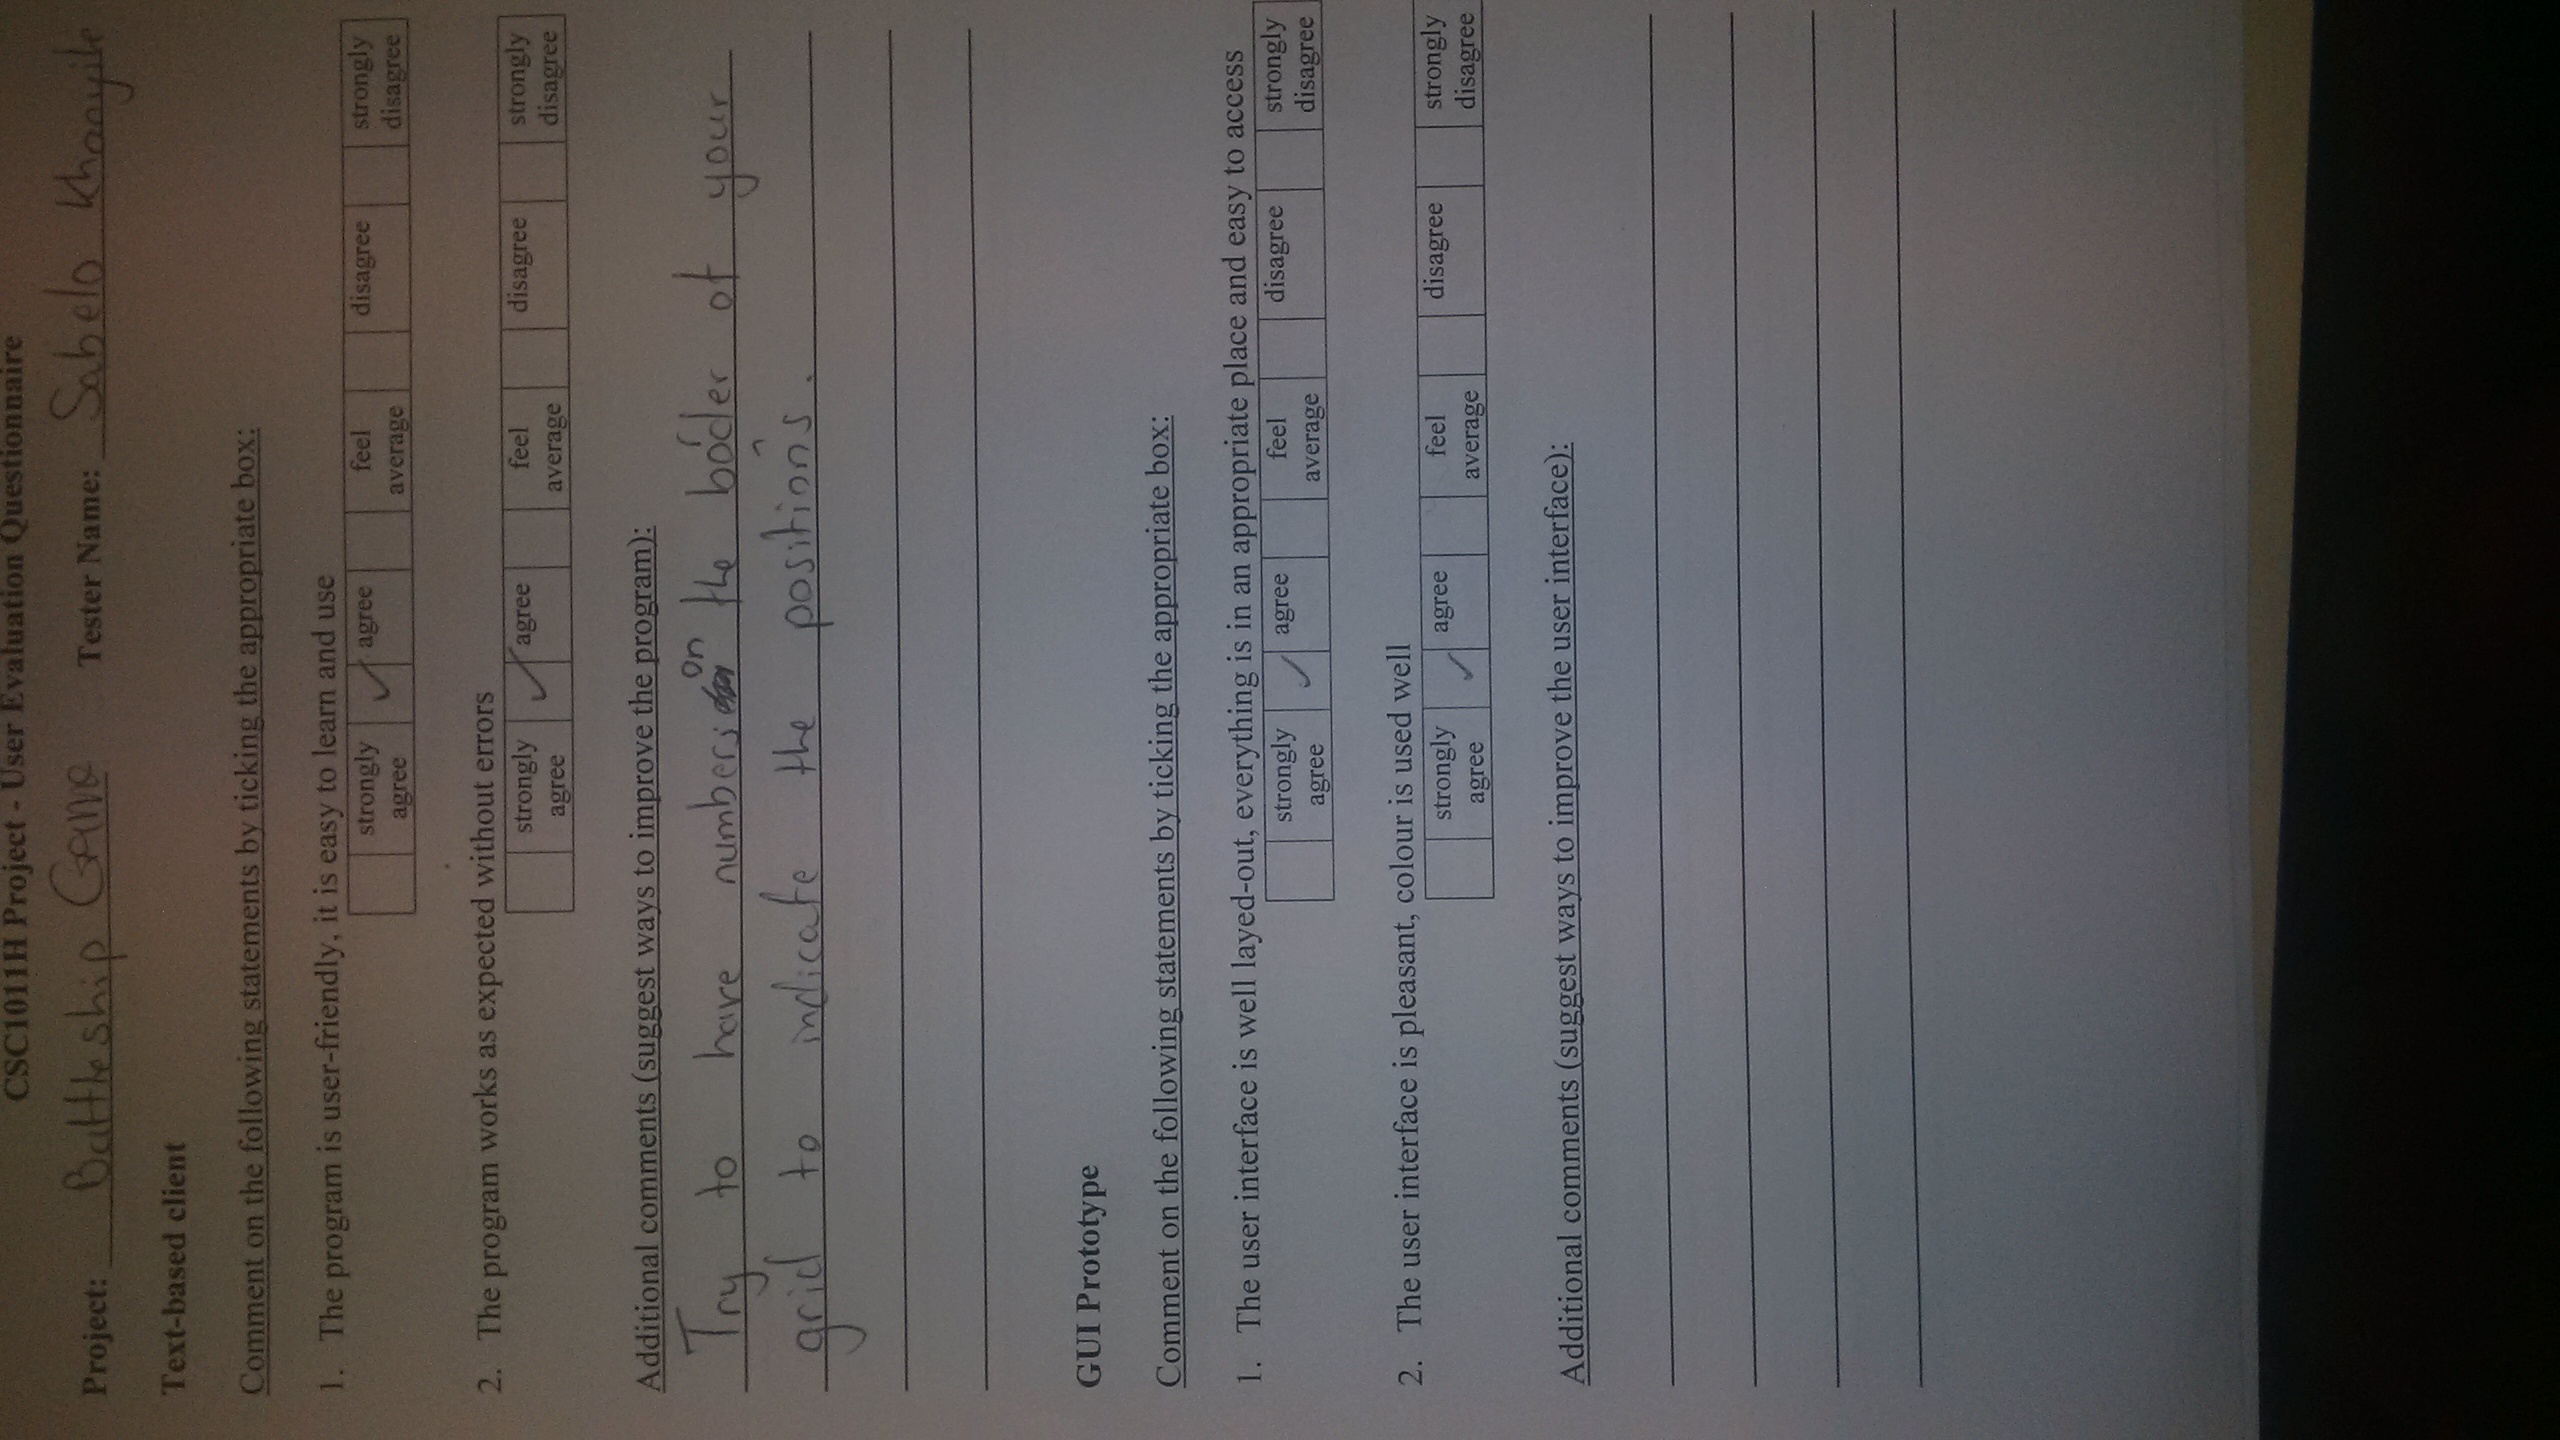 CSC1011H Project - User Evaluation Questionnaire
Project: Battleship Game Tester Name: Sabelo Khanyile
Text-based client
Comment on the following statements by ticking the appropriate box:
1. The program is user-friendly, it is easy to learn and use
strongly agree ✓ agree feel average disagree strongly disagree
2. The program works as expected without errors
strongly agree ✓ agree feel average disagree strongly disagree
Additional comments (suggest ways to improve the program):
Try to have numbers on the border of your
grid to indicate the positions.
GUI Prototype
Comment on the following statements by ticking the appropriate box:
1. The user interface is well layed-out, everything is in an appropriate place and easy to access
strongly agree ✓ agree feel average disagree strongly disagree
2. The user interface is pleasant, colour is used well
strongly agree ✓ agree feel average disagree strongly disagree
Additional comments (suggest ways to improve the user interface):